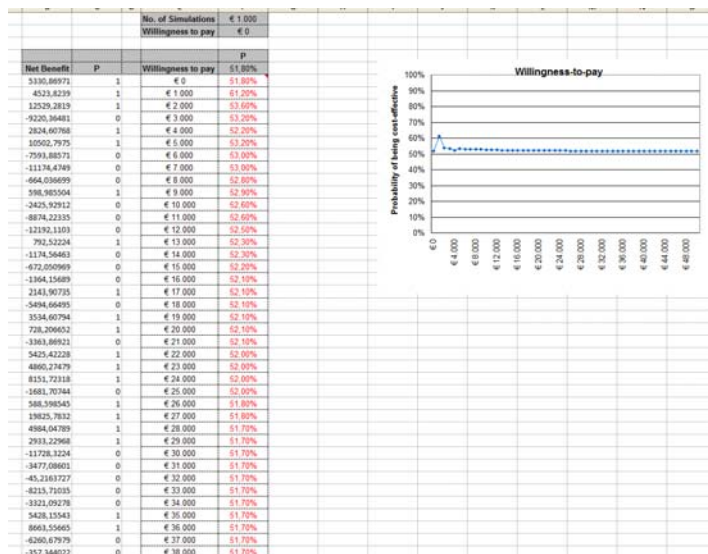 No. of Simulations € 1.000
Willingness to pay € 0
P
Net Benefit P Willingness to pay 51,80%
5330,86971 1 € 0 51,80%
4523,8239 1 € 1 000 61,20%
12529,2819 1 € 2 000 53,60%
-9220,36481 0 € 3 000 53,20%
2824,60768 1 € 4 000 52,20%
10502,7975 1 € 5 000 53,20%
-7593,88571 0 € 6 000 53,00%
-11174,4749 0 € 7 000 53,00%
-664,036699 0 € 8 000 52,80%
598,985504 1 € 9 000 52,90%
-2425,92912 0 € 10 000 52,60%
-8874,22335 0 € 11 000 52,60%
-12192,1103 0 € 12 000 52,50%
792,52224 1 € 13 000 52,30%
-1174,56463 0 € 14 000 52,30%
-672,050969 0 € 15 000 52,20%
-1364,15689 0 € 16 000 52,10%
2143,90735 1 € 17 000 52,10%
-5494,66495 0 € 18 000 52,10%
3534,60794 1 € 19 000 52,10%
728,206652 1 € 20 000 52,10%
-3363,86921 0 € 21 000 52,10%
5425,42228 1 € 22 000 52,00%
4860,27479 1 € 23 000 52,00%
8151,72318 1 € 24 000 52,00%
-1681,70744 0 € 25 000 52,00%
588,598545 1 € 26 000 51,80%
19825,7832 1 € 27 000 51,80%
4984,04789 1 € 28 000 51,70%
2933,22968 1 € 29 000 51,70%
-11728,3224 0 € 30 000 51,70%
-3477,08601 0 € 31 000 51,70%
-45,2163727 0 € 32 000 51,70%
-8215,71035 0 € 33 000 51,70%
-3321,09278 0 € 34 000 51,70%
5428,15543 1 € 35 000 51,70%
8663,55665 1 € 36 000 51,70%
-6260,67979 0 € 37 000 51,70%
-357,344022 0 € 38 000 51,70%
Willingness-to-pay
Probability of being cost-effective
100%
90%
80%
70%
60%
50%
40%
30%
20%
10%
0%
€ 0
€ 4.000
€ 8.000
€ 12.000
€ 16.000
€ 20.000
€ 24.000
€ 28.000
€ 32.000
€ 36.000
€ 40.000
€ 44.000
€ 48.000